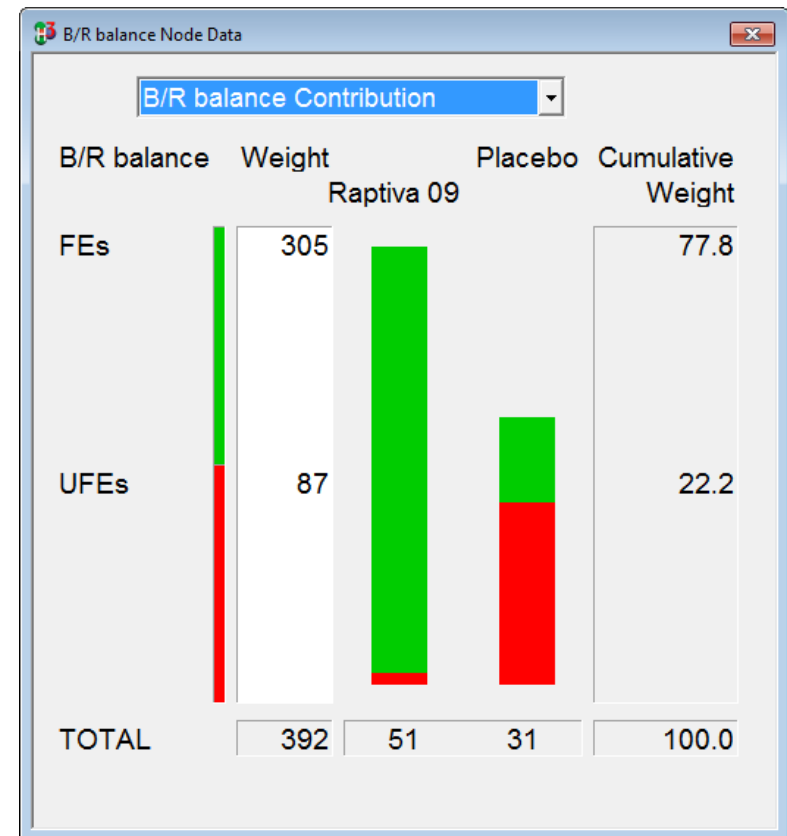 B/R balance Node Data
B/R balance Contribution
B/R balance Weight Placebo Cumulative
Raptiva 09 Weight
FEs 305 77.8
UFEs 87 22.2
TOTAL 392 51 31 100.0